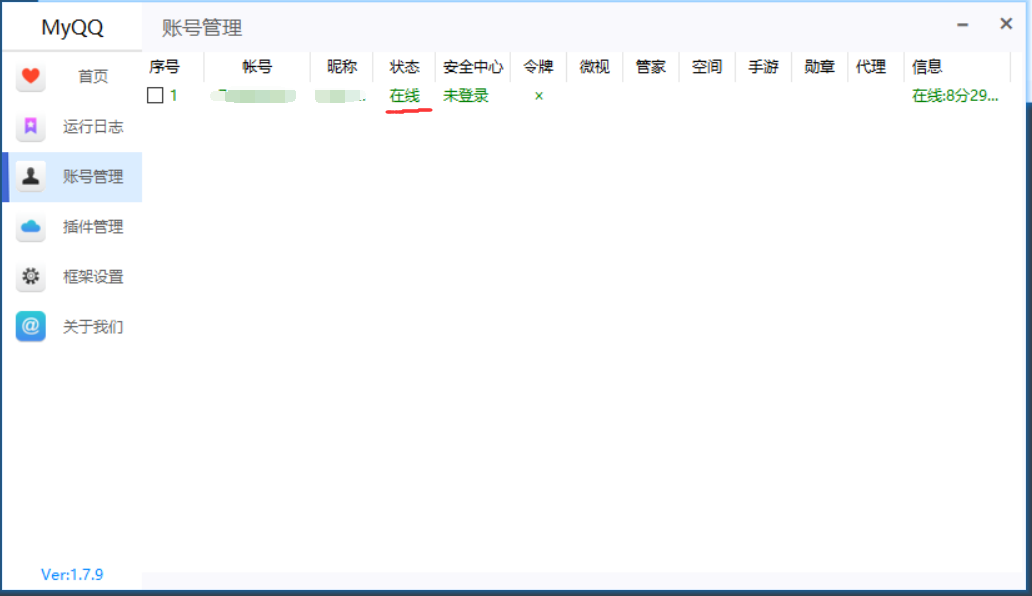 MyQQ
账号管理
首页
运行日志
账号管理
插件管理
框架设置
关于我们
Ver:1.7.9
序号 帐号 昵称 状态 安全中心 令牌 微视 管家 空间 手游 勋章 代理 信息
1 在线 未登录 × 在线:8分29...